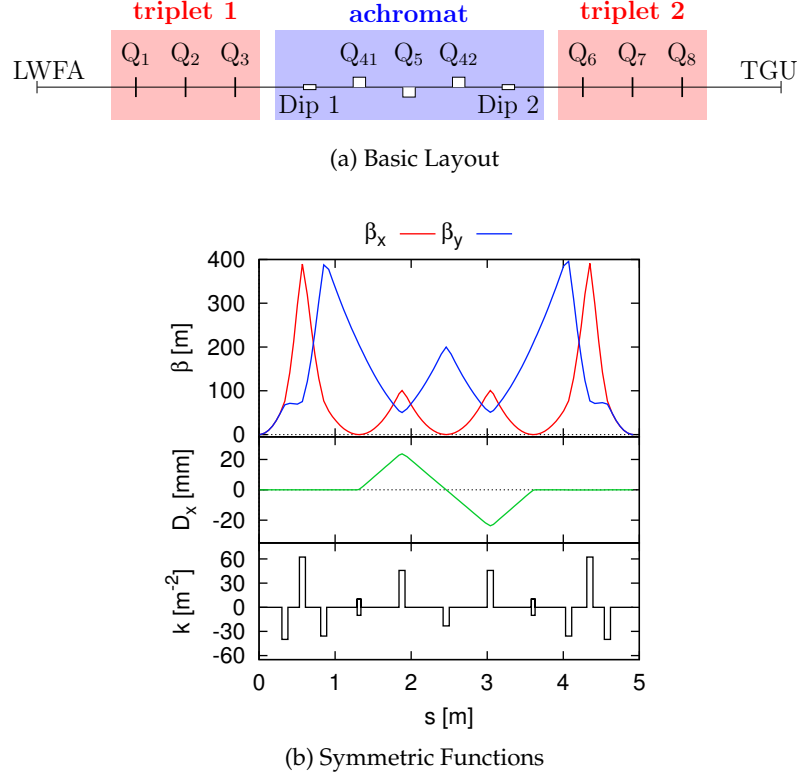 triplet 1 achromat triplet 2
Q1 Q2 Q3 Q41 Q5 Q42 Q6 Q7 Q8
LWFA TGU
Dip 1 Dip 2
(a) Basic Layout
βx βy
400
300
200
100
0
β [m]
20
0
-20
Dx [mm]
60
30
0
-30
-60
k [m-2]
0 1 2 3 4 5
s [m]
(b) Symmetric Functions